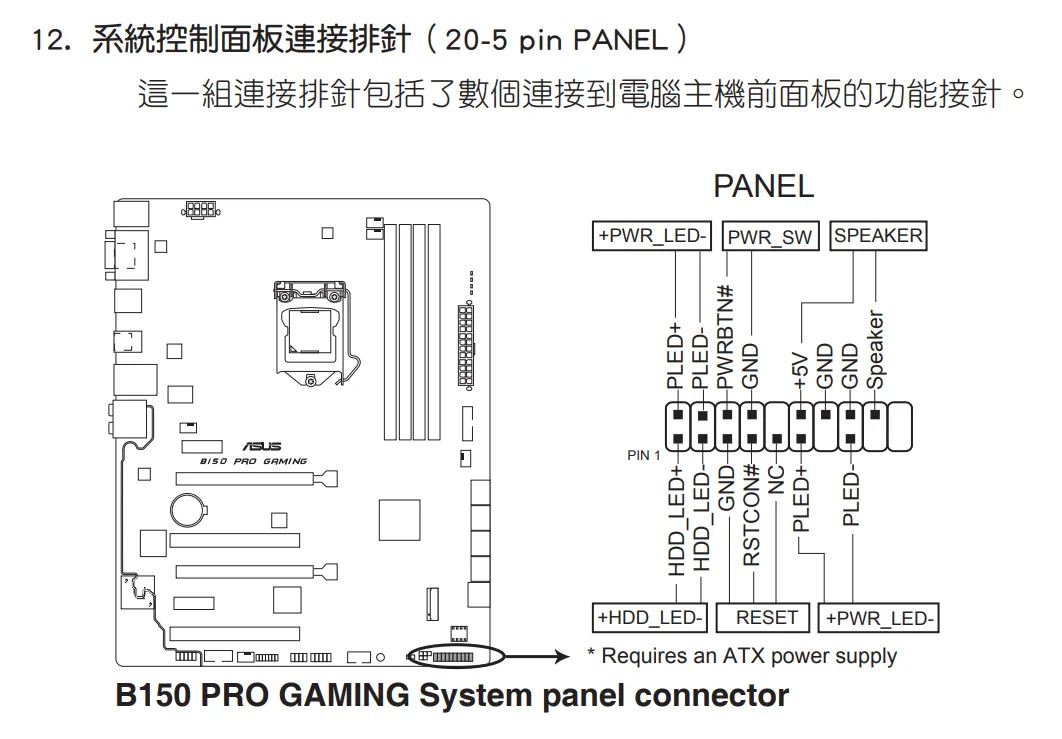 12. 系統控制面板連接排針（20-5 pin PANEL）
這一組連接排針包括了數個連接到電腦主機前面板的功能接針。
PANEL
+PWR_LED-
PWR_SW
SPEAKER
PLED+
PLED-
PWRBTN#
GND
+5V
GND
GND
Speaker
PIN 1
HDD_LED+
HDD_LED-
GND
RSTCON#
NC
PLED+
PLED-
+HDD_LED-
RESET
+PWR_LED-
* Requires an ATX power supply
ASUS
B150 PRO GAMING
B150 PRO GAMING System panel connector